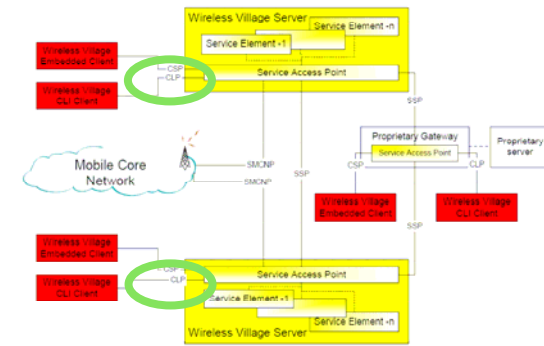 Wireless Village Server
Service Element -n
Service Element -1
Wireless Village
Embedded Client
CSP
Service Access Point
CLP
Wireless Village
CLI Client
SSP
Proprietary Gateway
Proprietary
server
Service Access Point
Mobile Core
Network
SMCNP
CSP
CLP
SSP
SMCNP
Wireless Village
Embedded Client
Wireless Village
CLI Client
SSP
Wireless Village
Embedded Client
CSP
Service Access Point
CLP
Wireless Village
CLI Client
Service Element -1
Service Element -n
Wireless Village Server